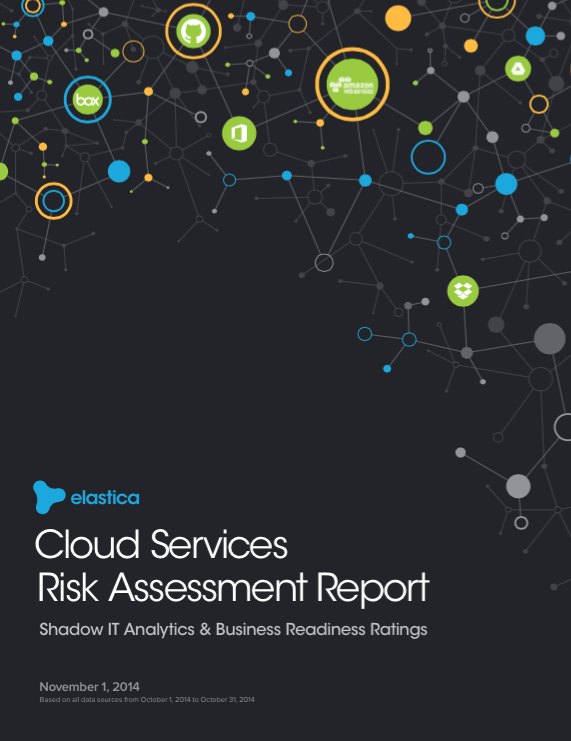 box
amazon
web services
elastica
Cloud Services
Risk Assessment Report
Shadow IT Analytics & Business Readiness Ratings
November 1, 2014
Based on all data sources from October 1, 2014 to October 31, 2014